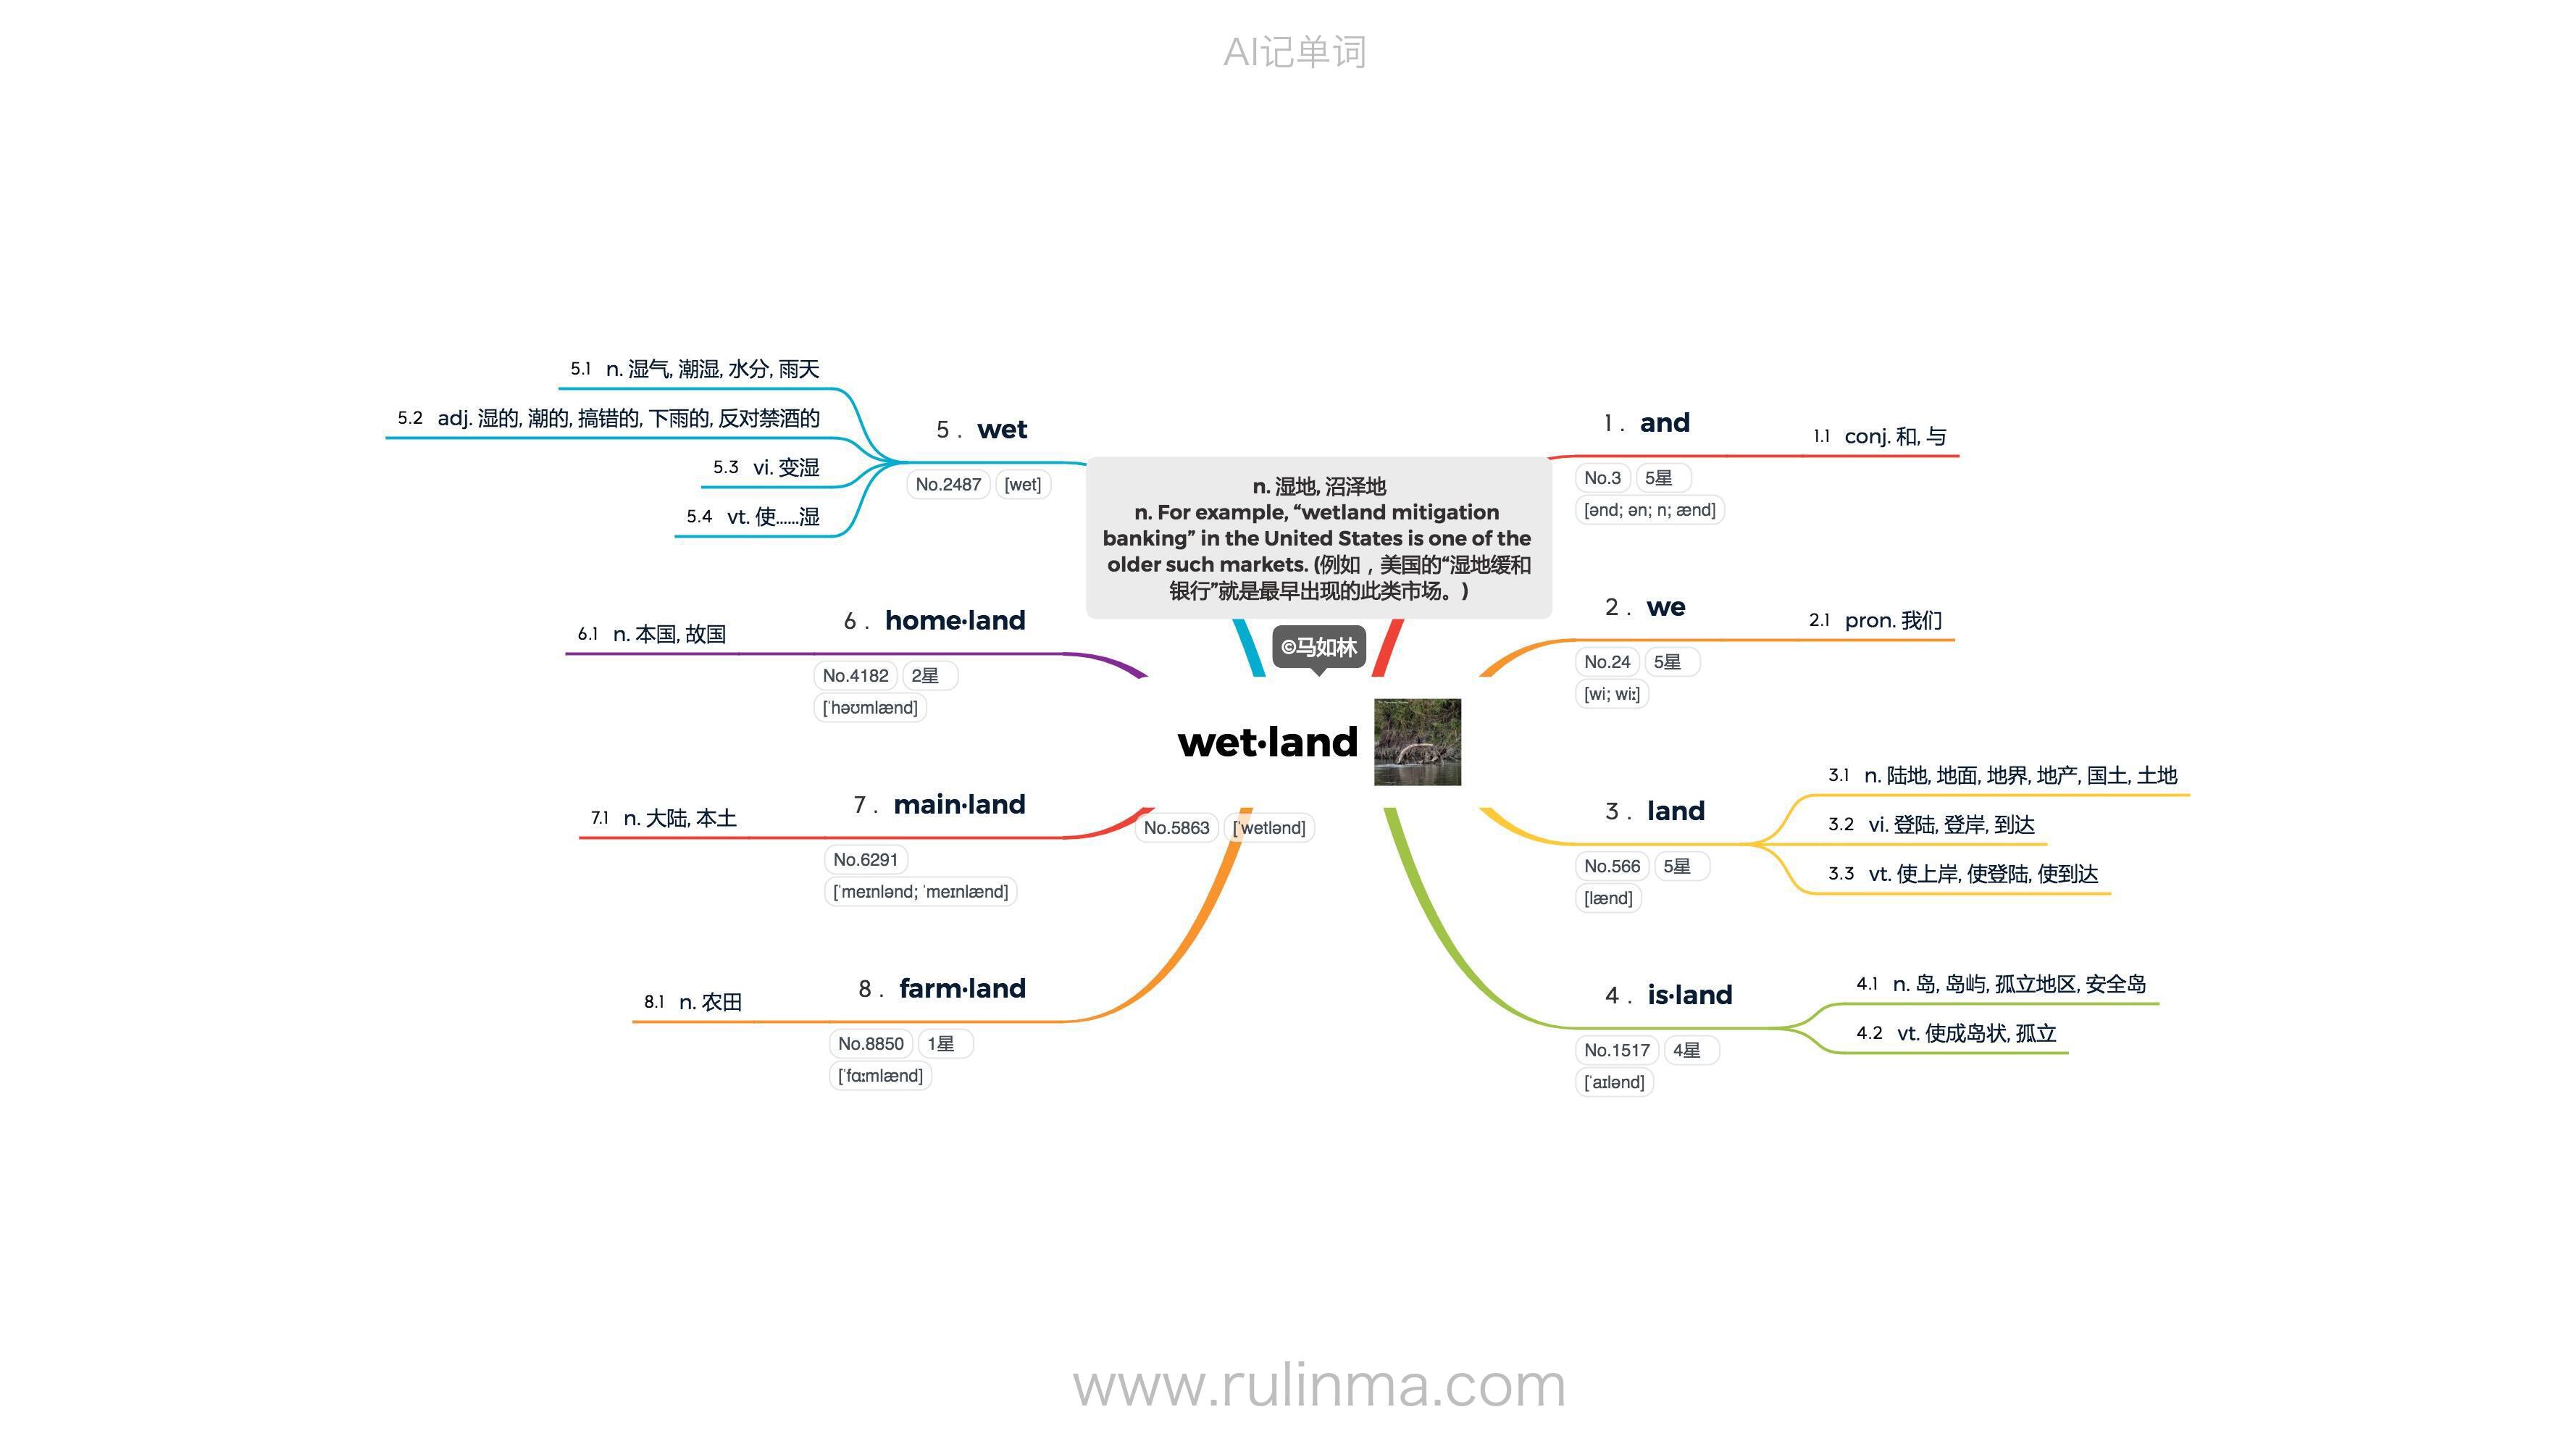 AI记单词
n. 湿地, 沼泽地
n. For example, “wetland mitigation
banking” in the United States is one of the
older such markets. (例如，美国的“湿地缓和
银行”就是最早出现的此类市场。)
©马如林
wet·land
No.5863 [ˈwetlənd]
1. and
No.3 5星
[ənd; ən; n; ænd]
1.1 conj. 和, 与
2. we
No.24 5星
[wi; wiː]
2.1 pron. 我们
3. land
No.566 5星
[lænd]
3.1 n. 陆地, 地面, 地界, 地产, 国土, 土地
3.2 vi. 登陆, 登岸, 到达
3.3 vt. 使上岸, 使登陆, 使到达
4. is·land
No.1517 4星
[ˈaɪlənd]
4.1 n. 岛, 岛屿, 孤立地区, 安全岛
4.2 vt. 使成岛状, 孤立
5. wet
No.2487 [wet]
5.1 n. 湿气, 潮湿, 水分, 雨天
5.2 adj. 湿的, 潮的, 搞错的, 下雨的, 反对禁酒的
5.3 vi. 变湿
5.4 vt. 使……湿
6. home·land
No.4182 2星
[ˈhəʊmlænd]
6.1 n. 本国, 故国
7. main·land
No.6291
[ˈmeɪnlənd; ˈmeɪnlænd]
7.1 n. 大陆, 本土
8. farm·land
No.8850 1星
[ˈfɑːmlænd]
8.1 n. 农田
www.rulinma.com